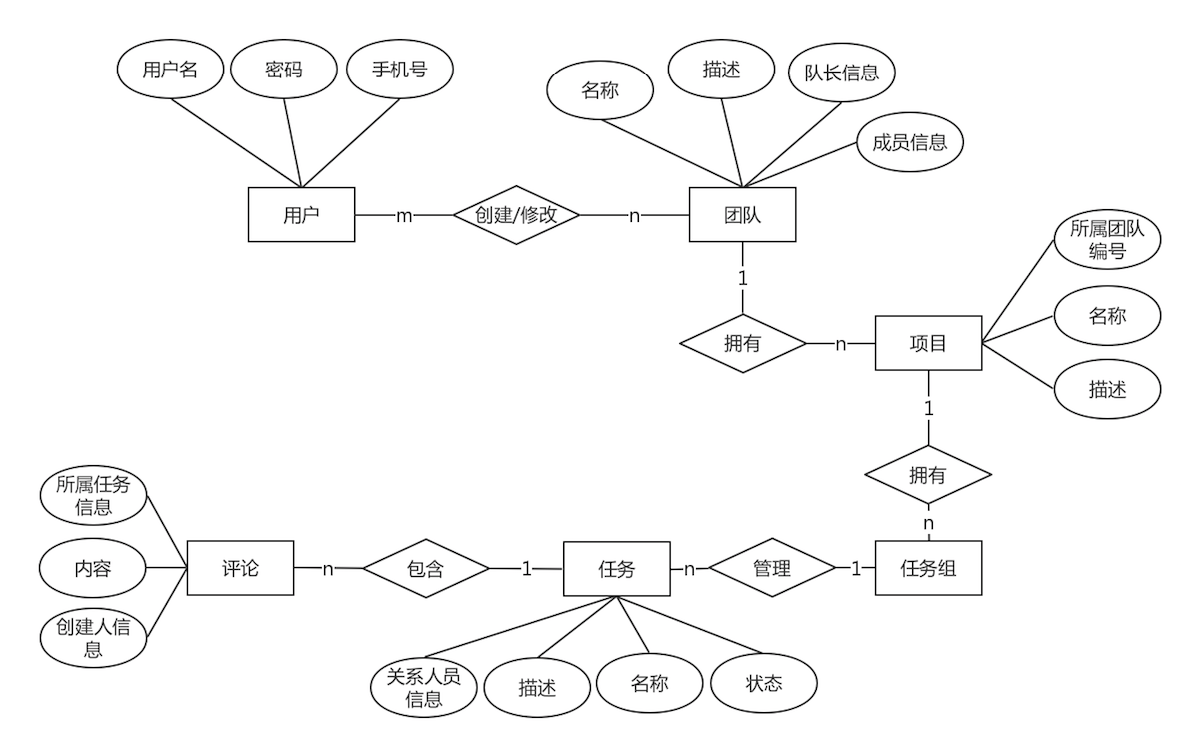 用户名
密码
手机号
名称
描述
队长信息
成员信息
用户
m
创建/修改
n
团队
1
拥有
n
项目
所属团队
编号
名称
描述
1
拥有
n
所属任务
信息
内容
创建人信
息
评论
n
包含
1
任务
n
管理
1
任务组
关系人员
信息
描述
名称
状态